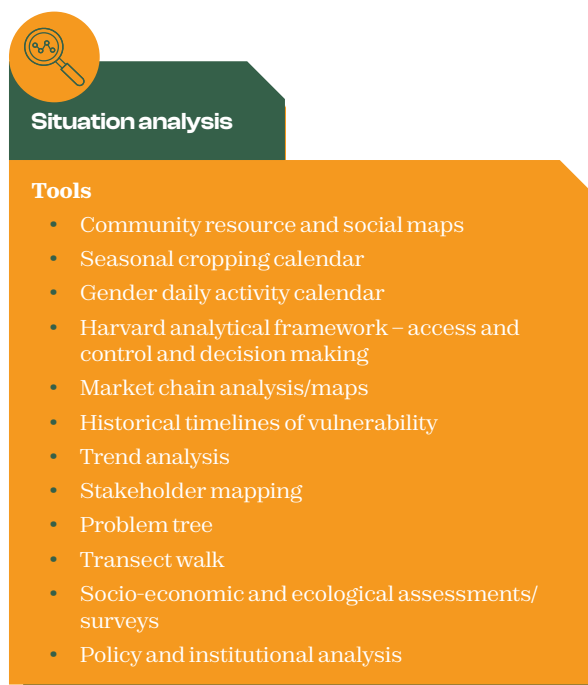 Situation analysis
Tools
• Community resource and social maps
• Seasonal cropping calendar
• Gender daily activity calendar
• Harvard analytical framework – access and
control and decision making
• Market chain analysis/maps
• Historical timelines of vulnerability
• Trend analysis
• Stakeholder mapping
• Problem tree
• Transect walk
• Socio-economic and ecological assessments/
surveys
• Policy and institutional analysis